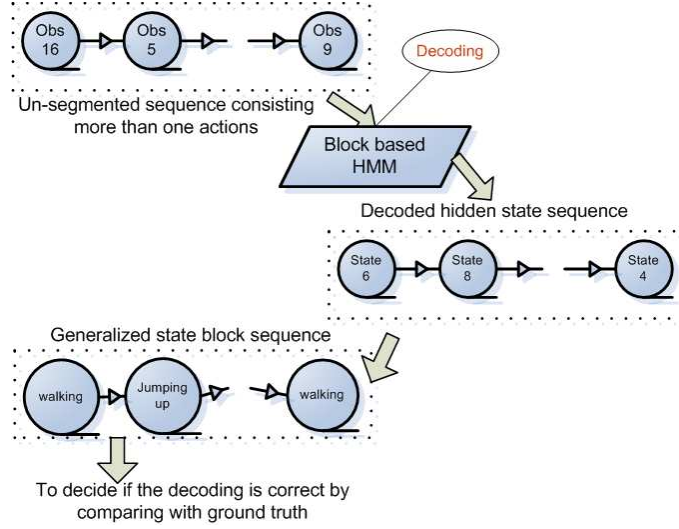 Obs
16
Obs
5
Obs
9
Decoding
Un-segmented sequence consisting
more than one actions
Block based
HMM
Decoded hidden state sequence
State
6
State
8
State
4
Generalized state block sequence
walking
Jumping
up
walking
To decide if the decoding is correct by
comparing with ground truth